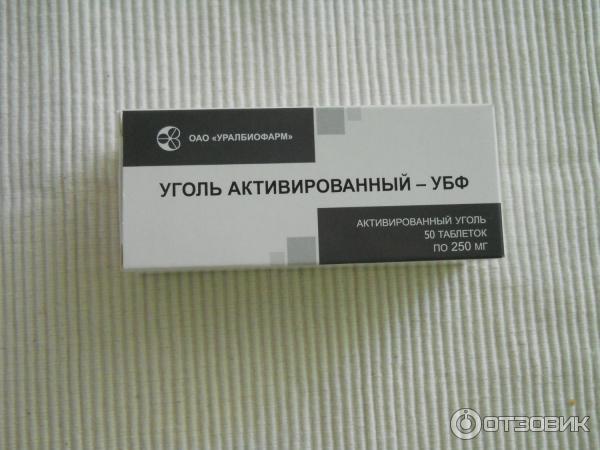 ОАО «УРАЛБИОФАРМ»
УГОЛЬ АКТИВИРОВАННЫЙ – УБФ
АКТИВИРОВАННЫЙ УГОЛЬ
50 ТАБЛЕТОК
ПО 250 МГ
ОТЗОВИК